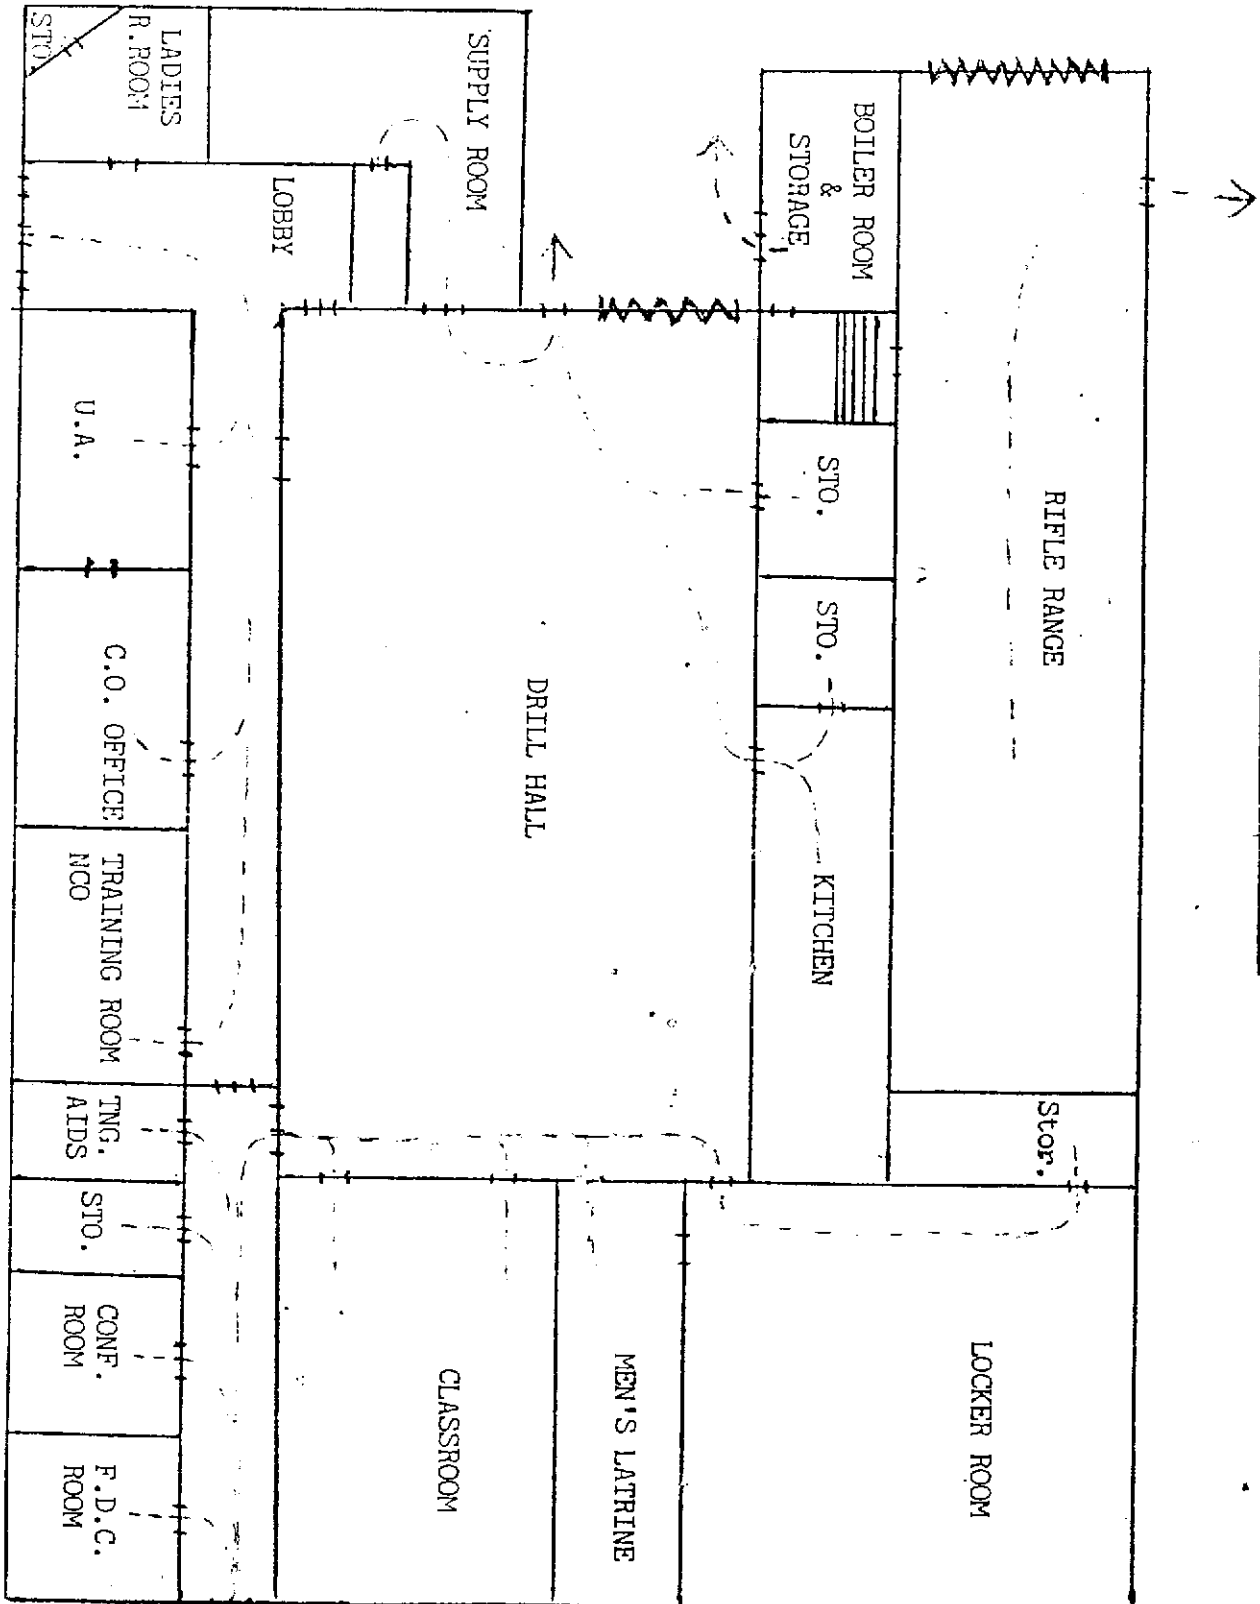 RIFLE RANGE
Stor.
LOCKER ROOM
BOILER ROOM
&
STORAGE
STO.
STO.
KITCHEN
SUPPLY ROOM
DRILL HALL
MEN'S LATRINE
CLASSROOM
LOBBY
LADIES
R.ROOM
STO.
U.A.
C.O. OFFICE
TRAINING ROOM
NCO
TNG.
AIDS
STO.
CONF.
ROOM
F.D.C.
ROOM